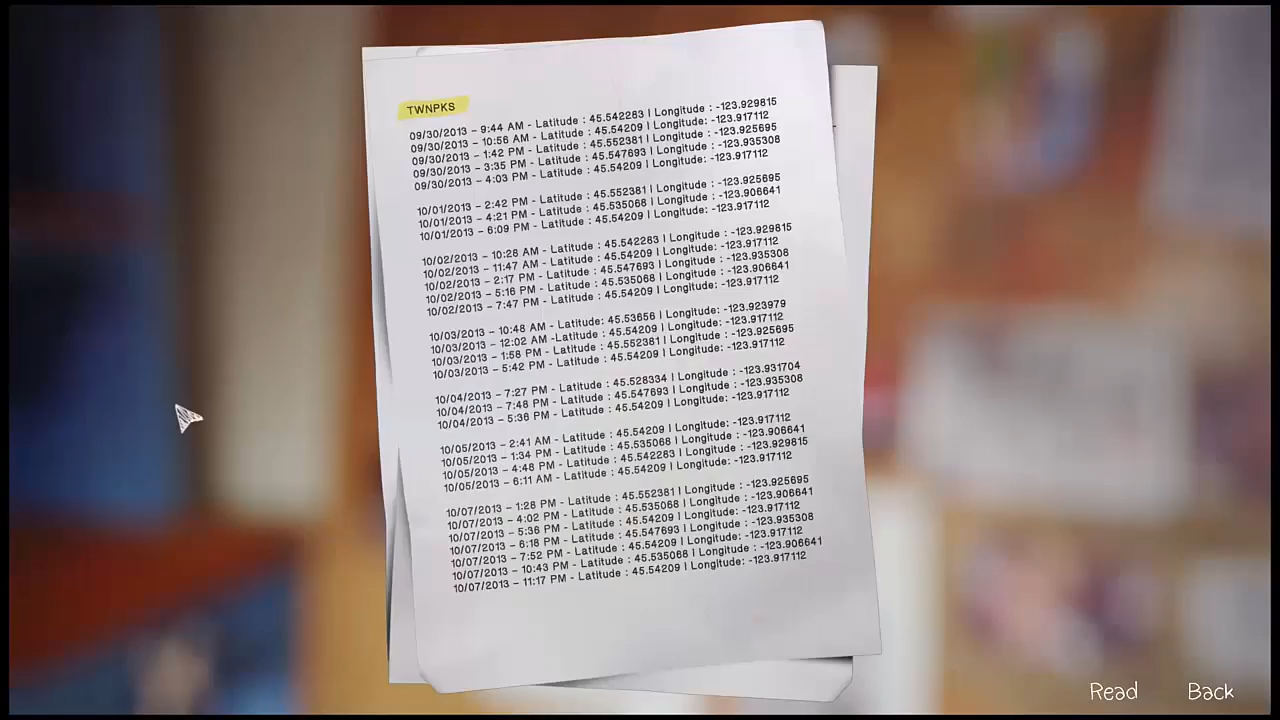 TWNPKS
09/30/2013 - 9:44 AM - Latitude : 45.542283 | Longitude : -123.929815
09/30/2013 - 10:56 AM - Latitude : 45.54209 | Longitude: -123.917112
09/30/2013 - 1:42 PM - Latitude : 45.552381 | Longitude : -123.925695
09/30/2013 - 3:35 PM - Latitude : 45.547693 | Longitude : -123.935308
09/30/2013 - 4:03 PM - Latitude : 45.54209 | Longitude: -123.917112
10/01/2013 - 2:42 PM - Latitude : 45.552381 | Longitude : -123.925695
10/01/2013 - 4:21 PM - Latitude : 45.535068 | Longitude : -123.906641
10/01/2013 - 6:09 PM - Latitude : 45.54209 | Longitude: -123.917112
10/02/2013 - 10:28 AM - Latitude : 45.542283 | Longitude : -123.929815
10/02/2013 - 11:47 AM - Latitude : 45.54209 | Longitude: -123.917112
10/02/2013 - 2:17 PM - Latitude : 45.547693 | Longitude : -123.935308
10/02/2013 - 5:16 PM - Latitude : 45.535068 | Longitude : -123.906641
10/02/2013 - 7:47 PM - Latitude : 45.54209 | Longitude: -123.917112
10/03/2013 - 10:48 AM - Latitude: 45.53656 | Longitude : -123.923979
10/03/2013 - 12:02 AM -Latitude : 45.54209 | Longitude: -123.917112
10/03/2013 - 1:58 PM - Latitude : 45.552381 | Longitude : -123.925695
10/03/2013 - 5:42 PM - Latitude : 45.54209 | Longitude: -123.917112
10/04/2013 - 7:27 PM - Latitude : 45.528334 | Longitude : -123.931704
10/04/2013 - 7:48 PM - Latitude : 45.547693 | Longitude : -123.935308
10/04/2013 - 5:36 PM - Latitude : 45.54209 | Longitude: -123.917112
10/05/2013 - 2:41 AM - Latitude : 45.54209 | Longitude: -123.917112
10/05/2013 - 1:34 PM - Latitude : 45.535068 | Longitude : -123.906641
10/05/2013 - 4:48 PM - Latitude : 45.542283 | Longitude : -123.929815
10/05/2013 - 6:11 AM - Latitude : 45.54209 | Longitude: -123.917112
10/07/2013 - 1:28 PM - Latitude : 45.552381 | Longitude : -123.925695
10/07/2013 - 4:02 PM - Latitude : 45.535068 | Longitude : -123.906641
10/07/2013 - 5:36 PM - Latitude : 45.54209 | Longitude: -123.917112
10/07/2013 - 6:18 PM - Latitude : 45.547693 | Longitude : -123.935308
10/07/2013 - 7:52 PM - Latitude : 45.54209 | Longitude: -123.917112
10/07/2013 - 10:43 PM - Latitude : 45.535068 | Longitude : -123.906641
10/07/2013 - 11:17 PM - Latitude : 45.54209 | Longitude: -123.917112
Read Back